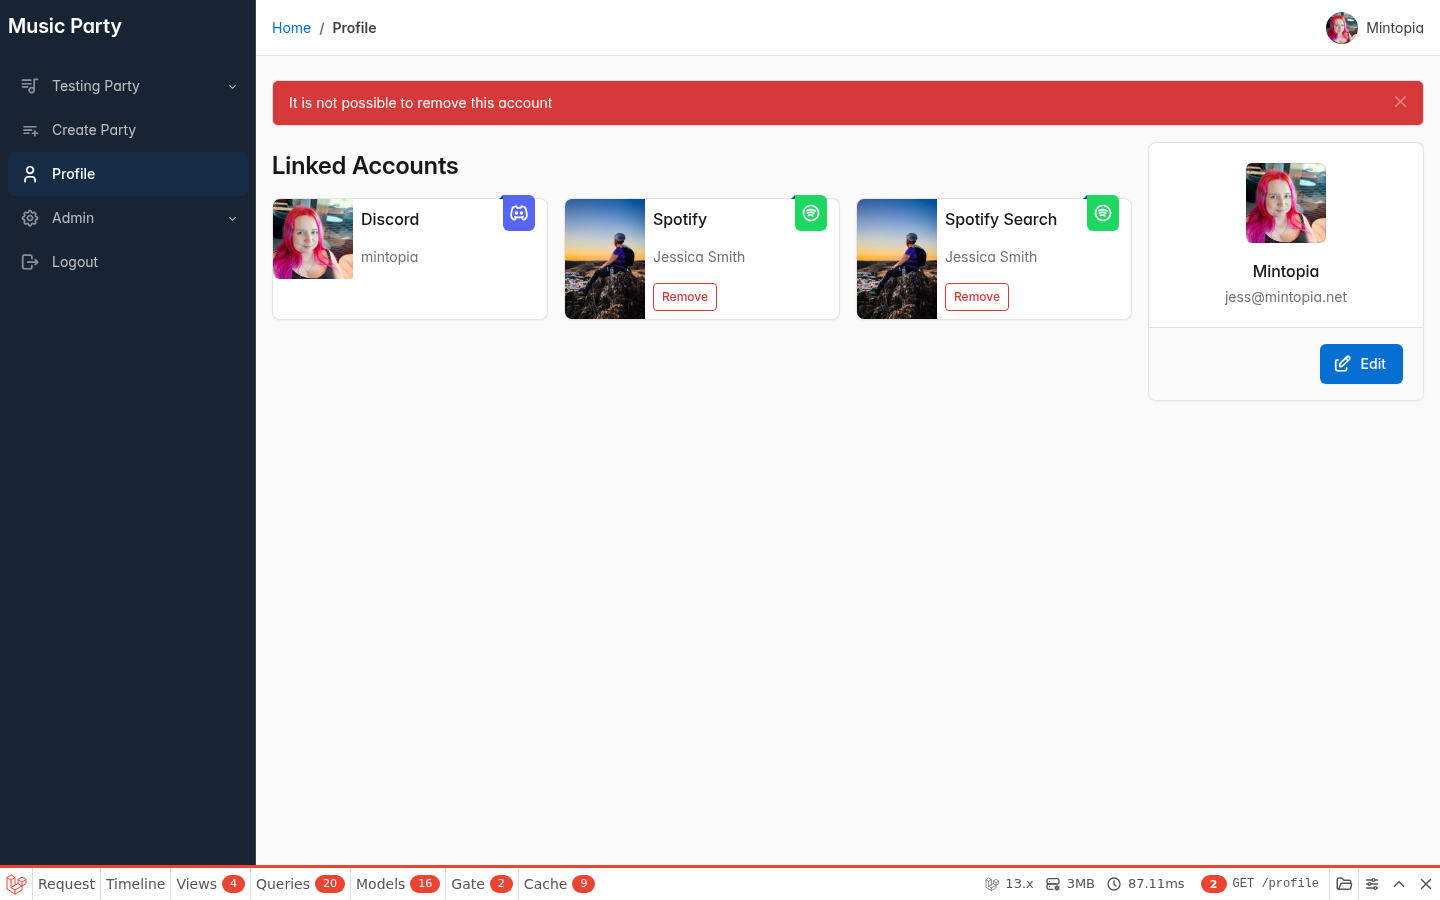 Music Party
Home / Profile
Mintopia
Testing Party
Create Party
Profile
Admin
Logout
It is not possible to remove this account
Linked Accounts
Discord
mintopia
Spotify
Jessica Smith
Remove
Spotify Search
Jessica Smith
Remove
Mintopia
jess@mintopia.net
Edit
Request Timeline Views 4 Queries 20 Models 16 Gate 2 Cache 9 13.x 3MB 87.11ms 2 GET /profile